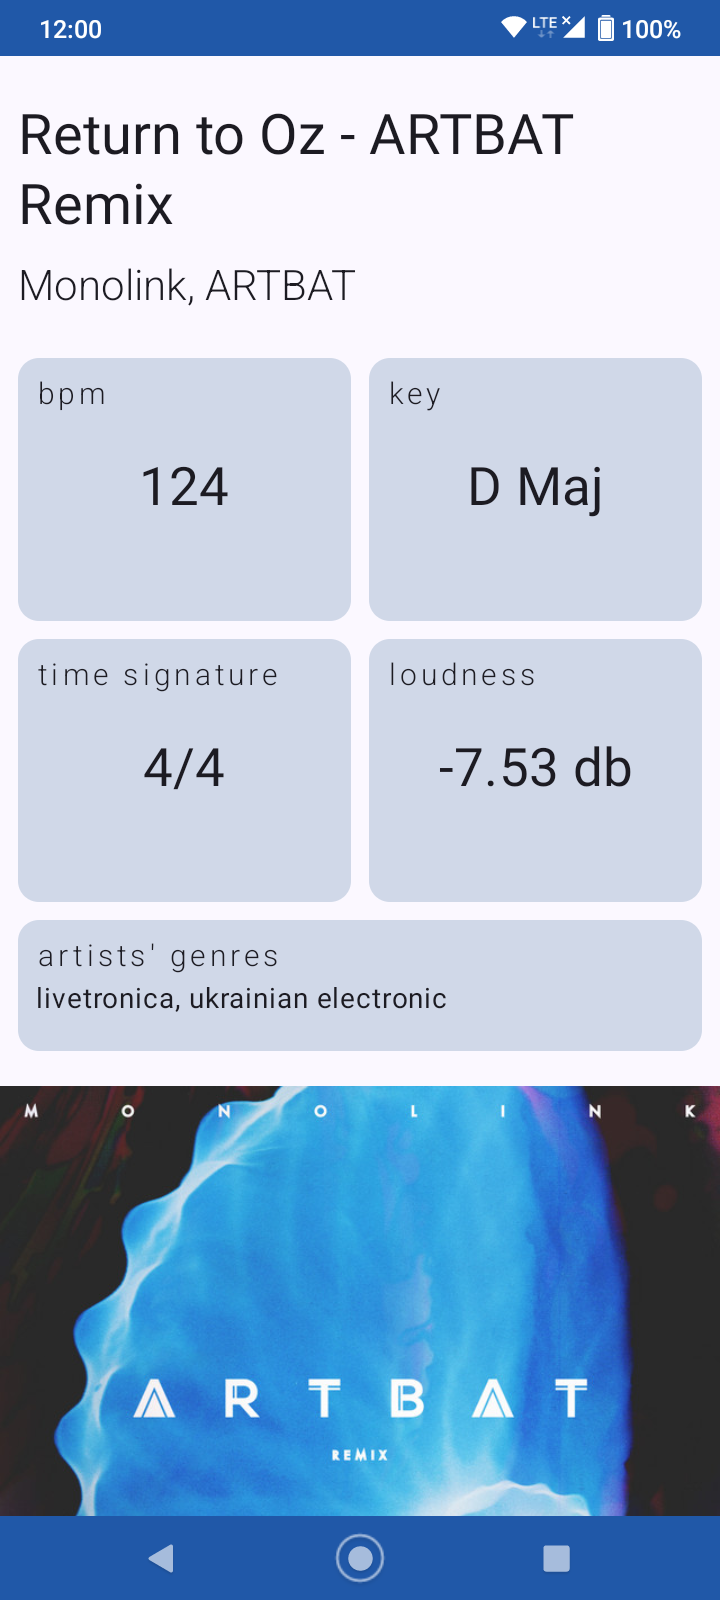 12:00 LTE 100%
Return to Oz - ARTBAT
Remix
Monolink, ARTBAT
bpm
124
key
D Maj
time signature
4/4
loudness
-7.53 db
artists' genres
livetronica, ukrainian electronic
MONOLINK
ARTBAT
REMIX